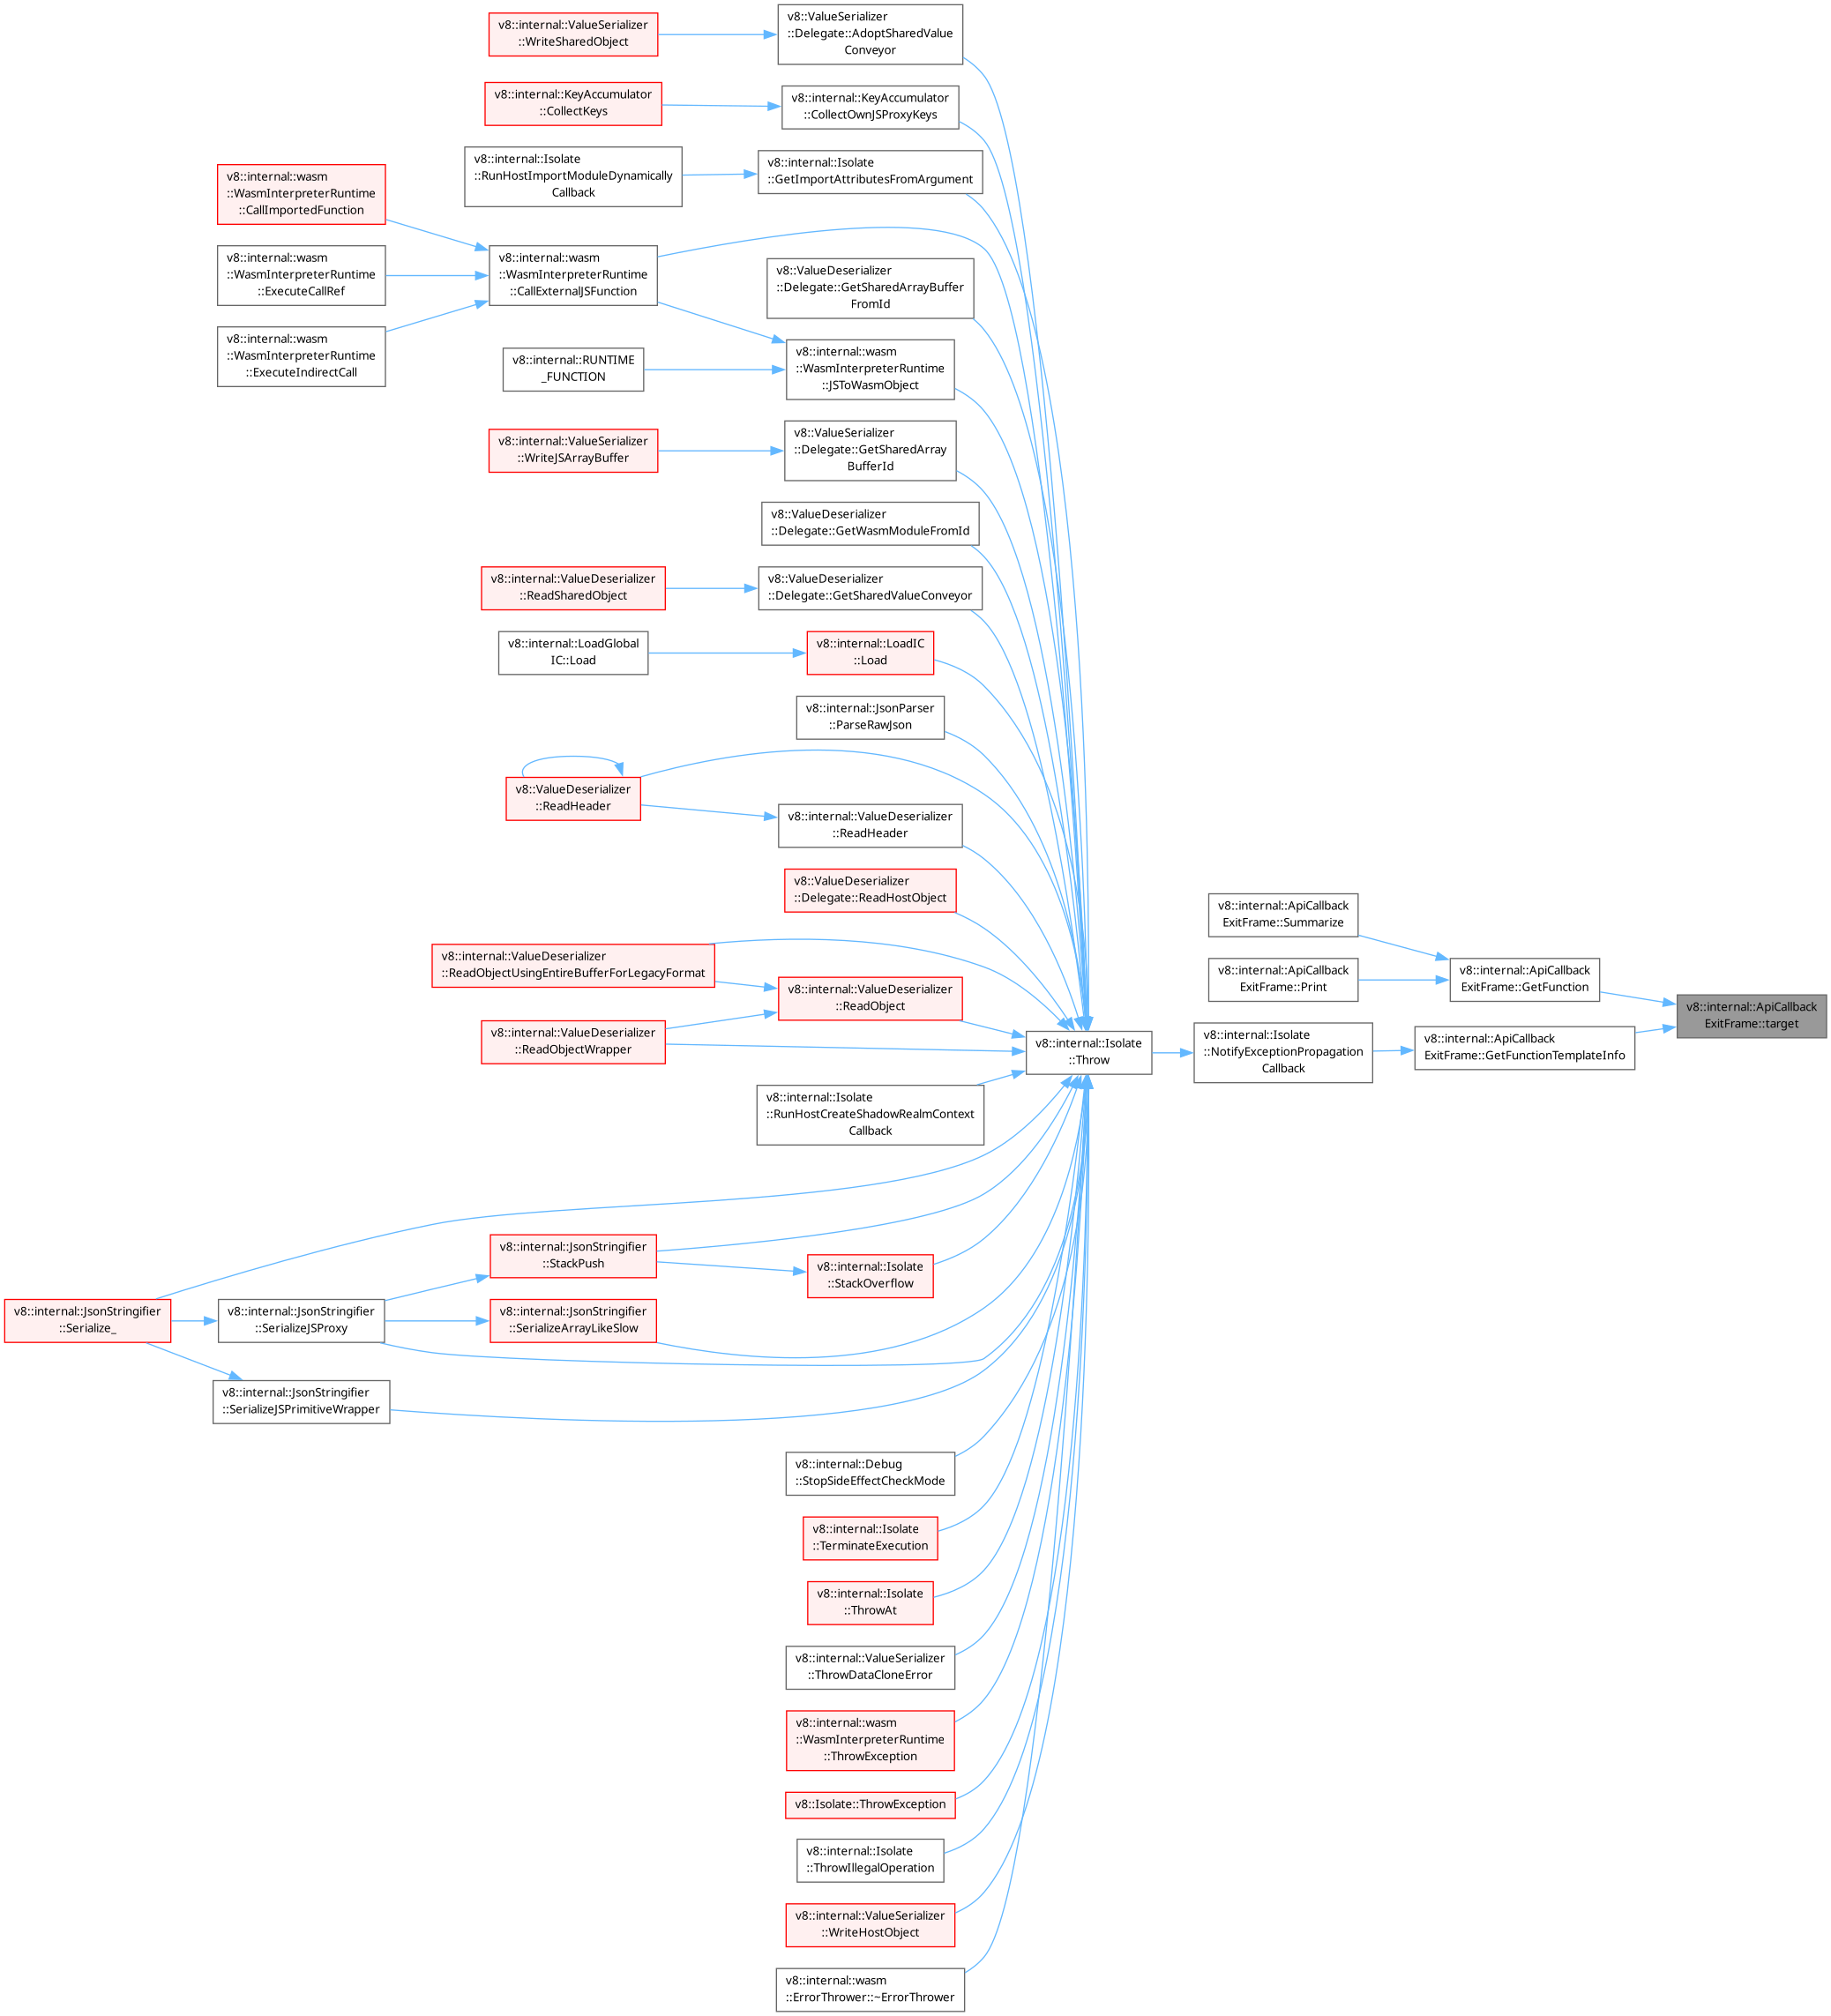 v8::internal::ValueSerializer
::WriteSharedObject
v8::ValueSerializer
::Delegate::AdoptSharedValue
Conveyor
v8::internal::KeyAccumulator
::CollectKeys
v8::internal::KeyAccumulator
::CollectOwnJSProxyKeys
v8::internal::Isolate
::RunHostImportModuleDynamically
Callback
v8::internal::Isolate
::GetImportAttributesFromArgument
v8::internal::wasm
::WasmInterpreterRuntime
::CallImportedFunction
v8::internal::wasm
::WasmInterpreterRuntime
::ExecuteCallRef
v8::internal::wasm
::WasmInterpreterRuntime
::ExecuteIndirectCall
v8::internal::wasm
::WasmInterpreterRuntime
::CallExternalJSFunction
v8::ValueDeserializer
::Delegate::GetSharedArrayBuffer
FromId
v8::internal::RUNTIME
_FUNCTION
v8::internal::wasm
::WasmInterpreterRuntime
::JSToWasmObject
v8::internal::ValueSerializer
::WriteJSArrayBuffer
v8::ValueSerializer
::Delegate::GetSharedArray
BufferId
v8::ValueDeserializer
::Delegate::GetWasmModuleFromId
v8::internal::ValueDeserializer
::ReadSharedObject
v8::ValueDeserializer
::Delegate::GetSharedValueConveyor
v8::internal::LoadGlobal
IC::Load
v8::internal::LoadIC
::Load
v8::internal::JsonParser
::ParseRawJson
v8::ValueDeserializer
::ReadHeader
v8::internal::ValueDeserializer
::ReadHeader
v8::ValueDeserializer
::Delegate::ReadHostObject
v8::internal::ValueDeserializer
::ReadObjectUsingEntireBufferForLegacyFormat
v8::internal::ValueDeserializer
::ReadObject
v8::internal::ValueDeserializer
::ReadObjectWrapper
v8::internal::Isolate
::Throw
v8::internal::ApiCallback
ExitFrame::Summarize
v8::internal::ApiCallback
ExitFrame::Print
v8::internal::ApiCallback
ExitFrame::GetFunction
v8::internal::ApiCallback
ExitFrame::target
v8::internal::Isolate
::NotifyExceptionPropagation
Callback
v8::internal::ApiCallback
ExitFrame::GetFunctionTemplateInfo
v8::internal::Isolate
::RunHostCreateShadowRealmContext
Callback
v8::internal::JsonStringifier
::StackPush
v8::internal::Isolate
::StackOverflow
v8::internal::JsonStringifier
::Serialize_
v8::internal::JsonStringifier
::SerializeJSProxy
v8::internal::JsonStringifier
::SerializeArrayLikeSlow
v8::internal::JsonStringifier
::SerializeJSPrimitiveWrapper
v8::internal::Debug
::StopSideEffectCheckMode
v8::internal::Isolate
::TerminateExecution
v8::internal::Isolate
::ThrowAt
v8::internal::ValueSerializer
::ThrowDataCloneError
v8::internal::wasm
::WasmInterpreterRuntime
::ThrowException
v8::Isolate::ThrowException
v8::internal::Isolate
::ThrowIllegalOperation
v8::internal::ValueSerializer
::WriteHostObject
v8::internal::wasm
::ErrorThrower::~ErrorThrower